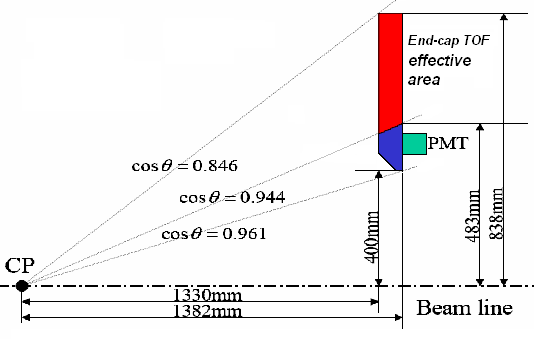 End-cap TOF
effective
area
PMT
cosθ = 0.846
cosθ = 0.944
cosθ = 0.961
400mm
483mm
838mm
CP
1330mm
1382mm
Beam line